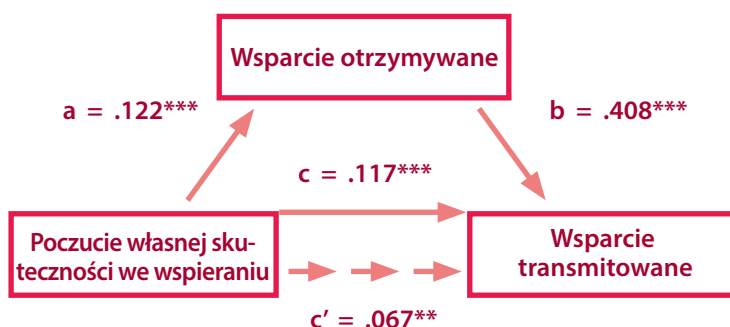 Wsparcie otrzymywane
a = .122***
b = .408***
c = .117***
Poczucie własnej sku-
teczności we wspieraniu
Wsparcie
transmitowane
c’ = .067**